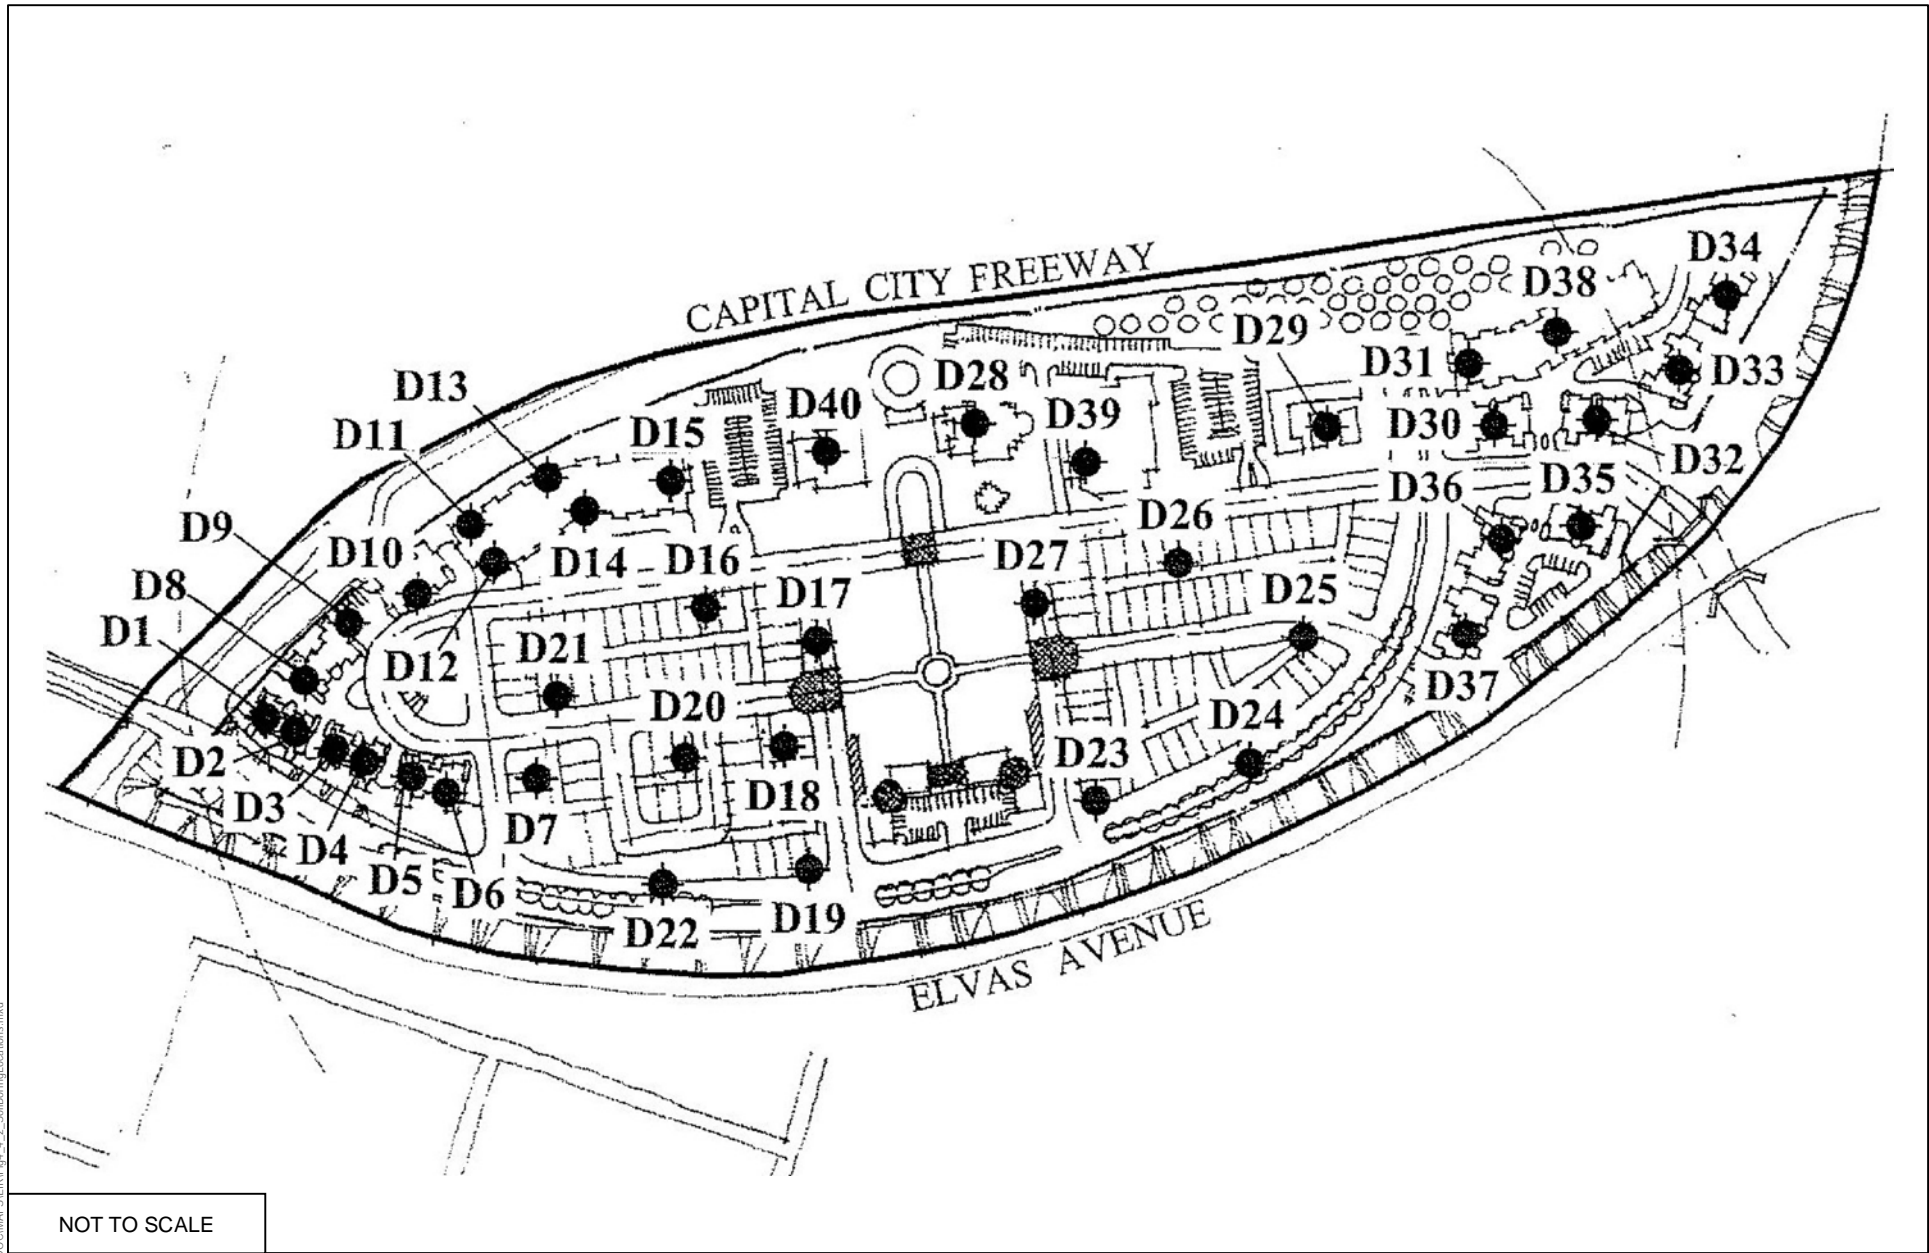 D34
CAPITAL CITY FREEWAY
D38
D29
D31
D33
D28
D13
D40
D39
D11
D15
D30
D32
D36
D35
D9
D26
D10
D14
D16
D27
D8
D17
D25
D1
D12
D21
D37
D20
D24
D2
D23
D3
D18
D7
D4
D5
D6
D22
D19
ELVAS AVENUE
NOT TO SCALE